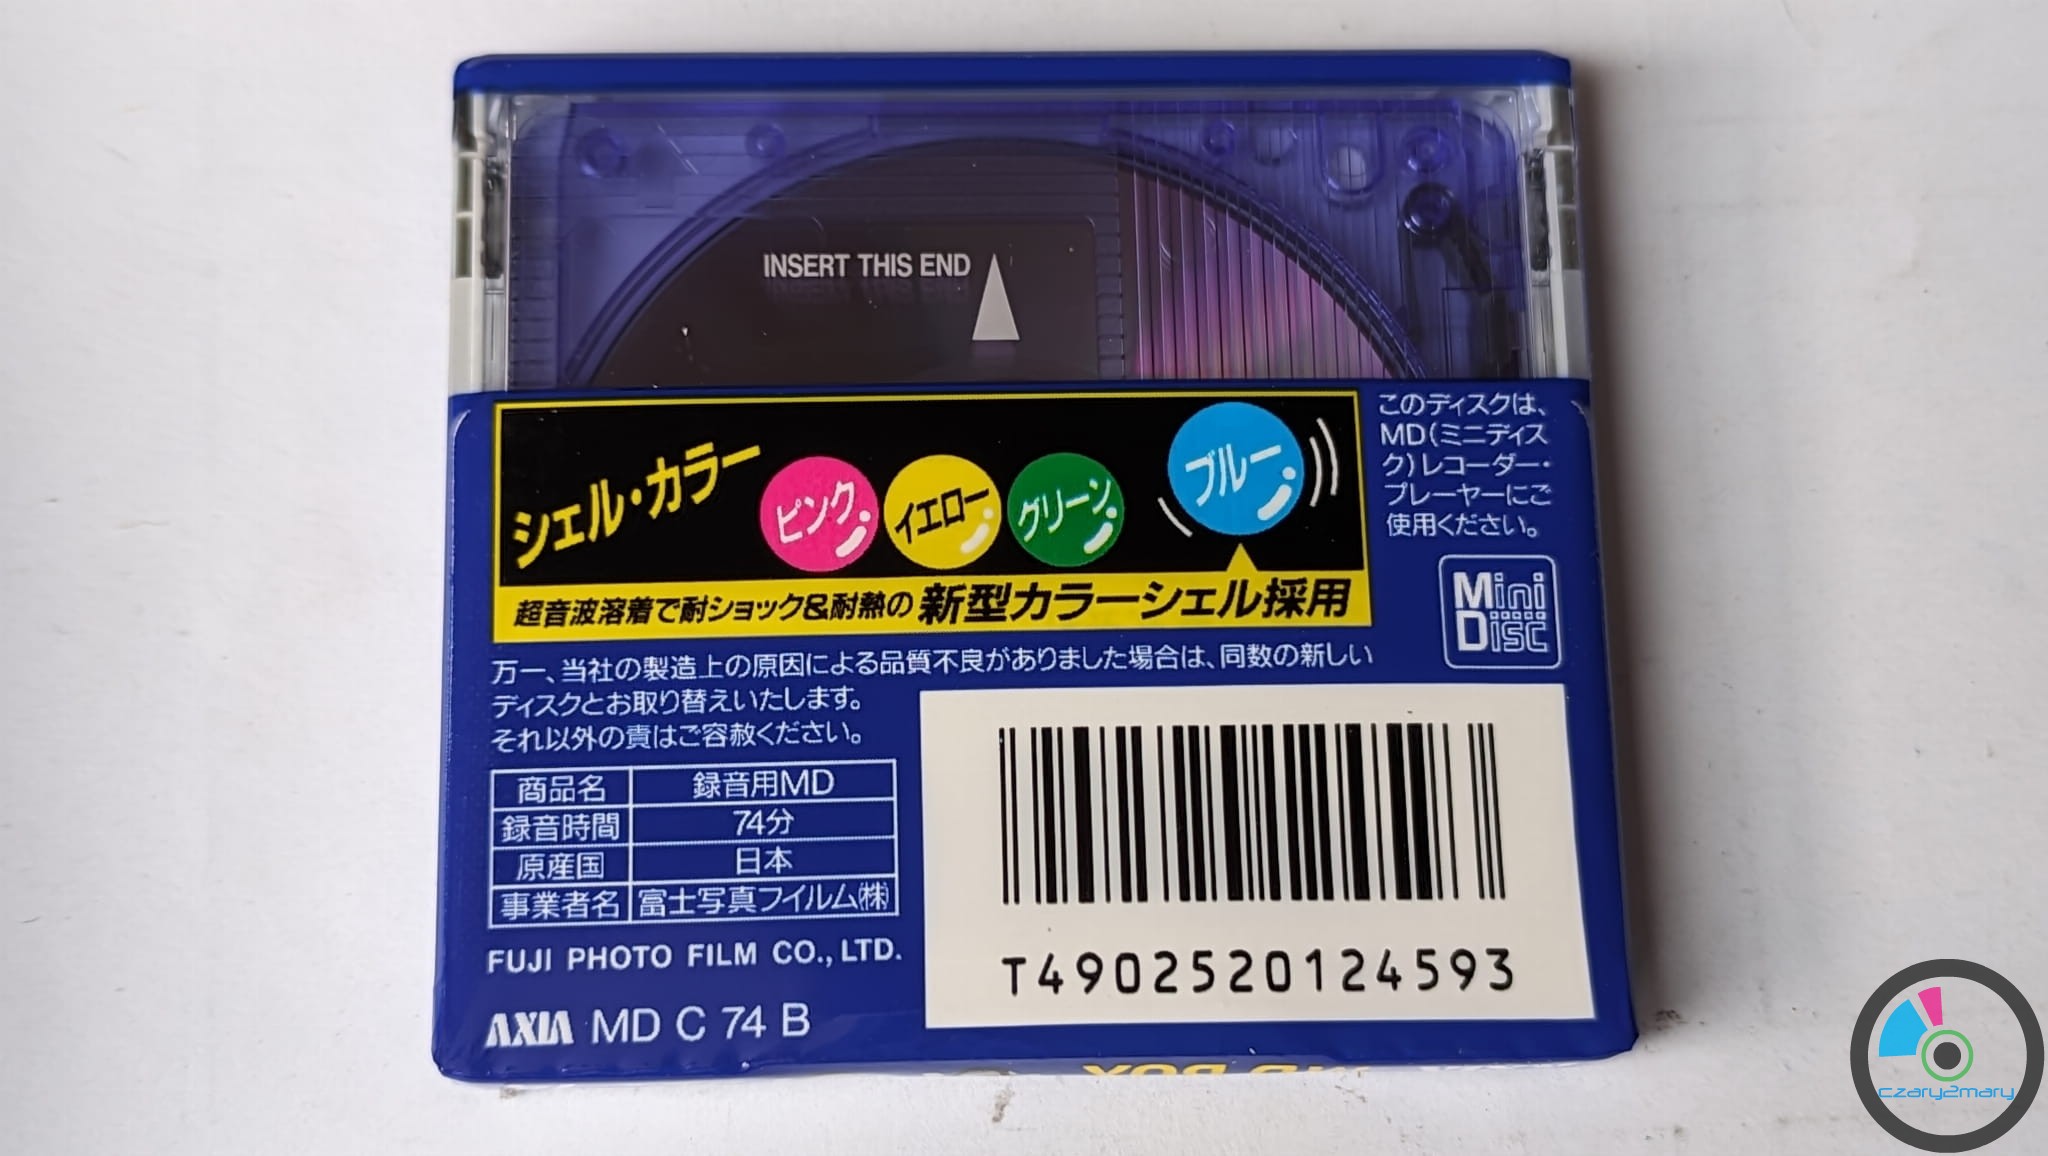 INSERT THIS END
シェル・カラー
ピンク
イエロー
グリーン
ブルー
超音波溶着で耐ショック&耐熱の 新型カラーシェル採用
このディスクは、
MD(ミニディス
ク)レコーダー・
プレーヤーにご
使用ください。
Mini
Disc
万一、当社の製造上の原因による品質不良がありました場合は、同数の新しい
ディスクとお取り替えいたします。
それ以外の責はご容赦ください。
商品名 録音用MD
録音時間 74分
原産国 日本
事業者名 富士写真フイルム(株)
FUJI PHOTO FILM CO., LTD.
AXIA MD C 74 B
T4902520124593
czary2mary